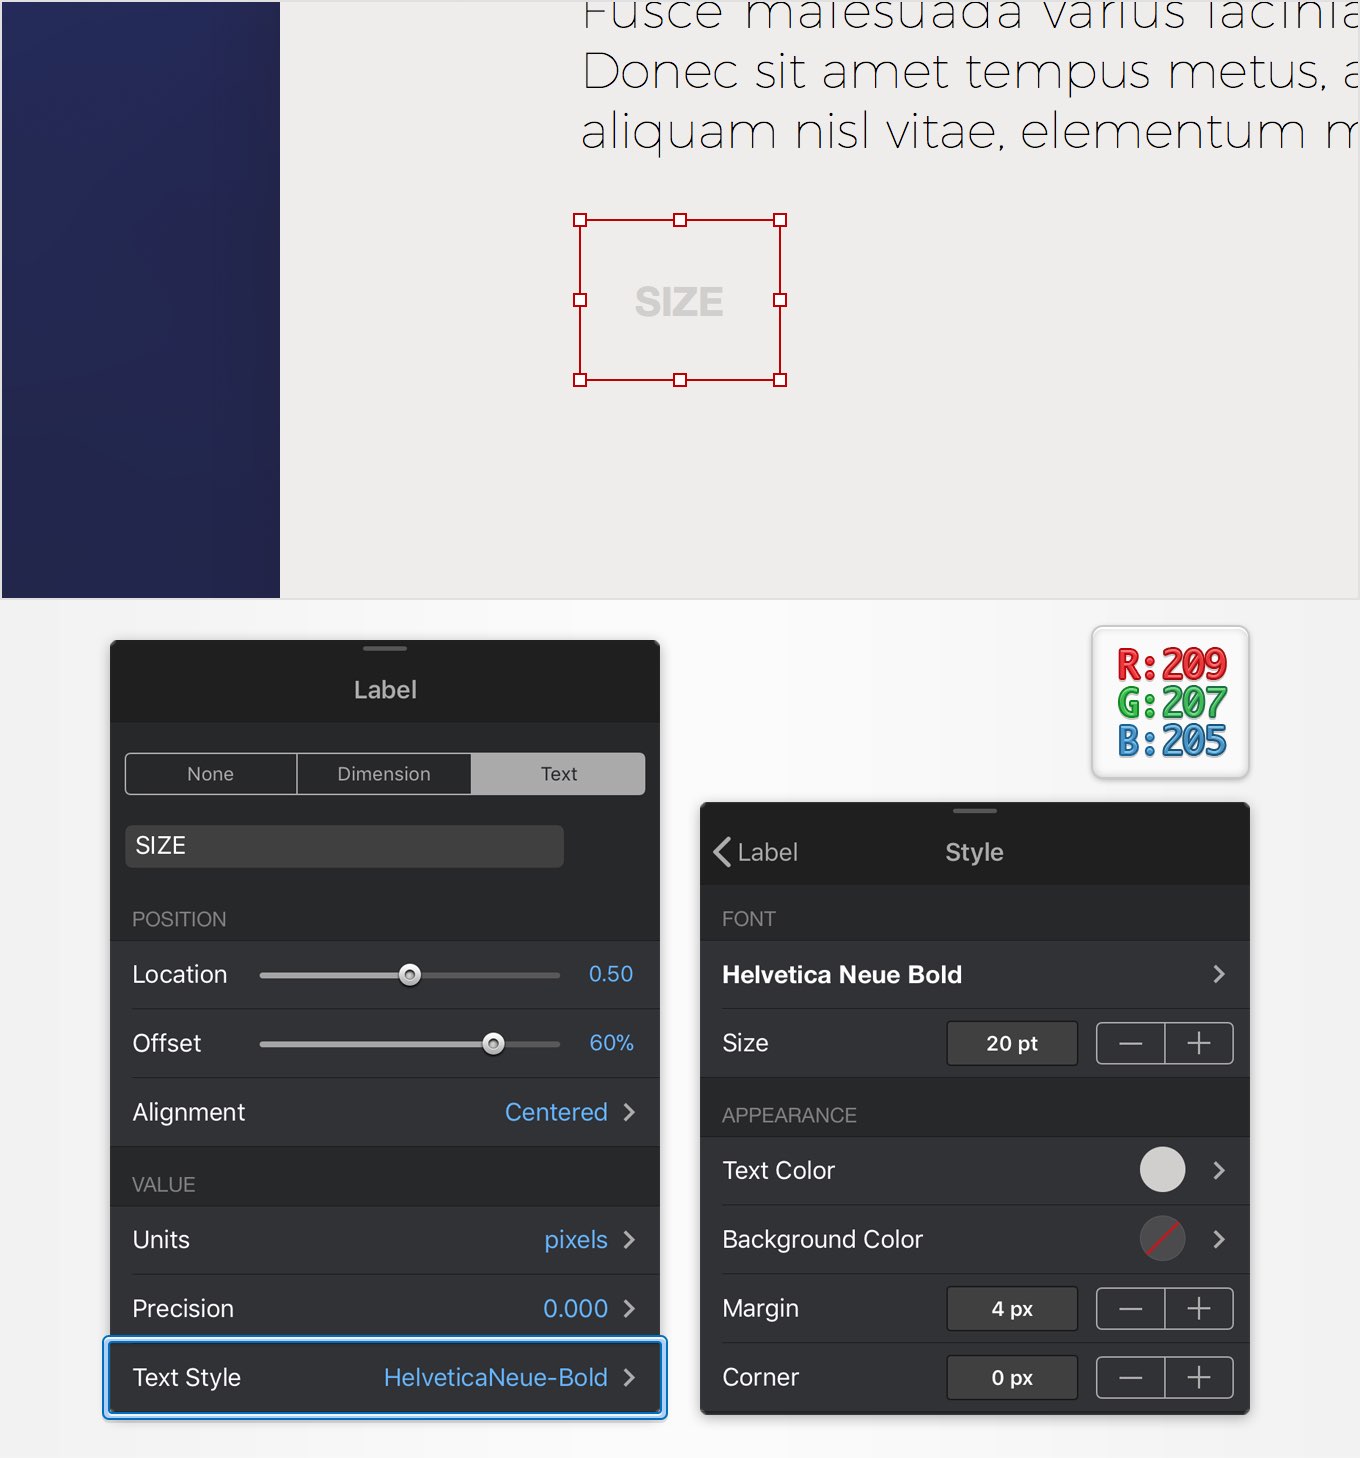 Fusce malesuada varius lacinia
Donec sit amet tempus metus, a
aliquam nisl vitae, elementum m
SIZE
R:209
G:207
B:205
Label
None
Dimension
Text
SIZE
POSITION
Location
0.50
Offset
60%
Alignment
Centered
VALUE
Units
pixels
Precision
0.000
Text Style
HelveticaNeue-Bold
Label
Style
FONT
Helvetica Neue Bold
Size
20 pt
APPEARANCE
Text Color
Background Color
Margin
4 px
Corner
0 px